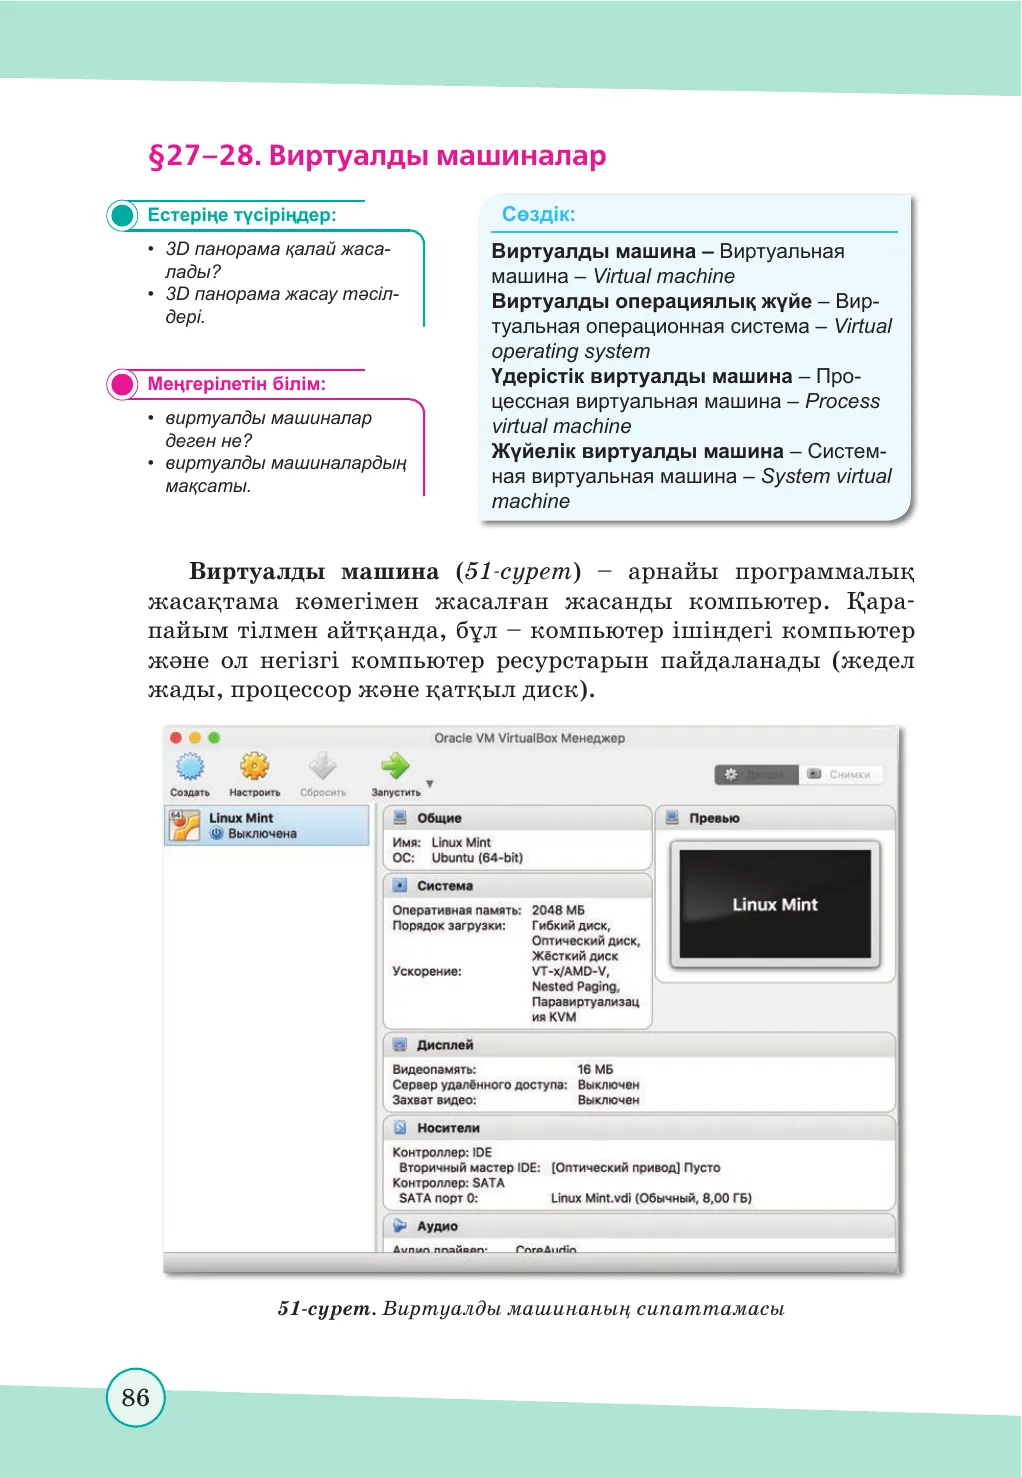 §27–28. Виртуалды машиналар
Естеріңе түсіріңдер:
• 3D панорама қалай жаса-
лады?
• 3D панорама жасау тәсіл-
дері.
Меңгерілетін білім:
• виртуалды машиналар
деген не?
• виртуалды машиналардың
мақсаты.
Сөздік:
Виртуалды машина – Виртуальная
машина – Virtual machine
Виртуалды операциялық жүйе – Вир-
туальная операционная система – Virtual
operating system
Үдерістік виртуалды машина – Про-
цессная виртуальная машина – Process
virtual machine
Жүйелік виртуалды машина – Систем-
ная виртуальная машина – System virtual
machine
Виртуалды машина (51-сурет) – арнайы программалық
жасақтама көмегімен жасалған жасанды компьютер. Қара-
пайым тілмен айтқанда, бұл – компьютер ішіндегі компьютер
және ол негізгі компьютер ресурстарын пайдаланады (жедел
жады, процессор және қатқыл диск).
Oracle VM VirtualBox Менеджер
Создать Настроить Сбросить Запустить
Снимки
64
Linux Mint
Выключена
Общие
Имя: Linux Mint
ОС: Ubuntu (64-bit)
Превью
Linux Mint
Система
Оперативная память: 2048 МБ
Порядок загрузки: Гибкий диск,
Оптический диск,
Жёсткий диск
Ускорение: VT-x/AMD-V,
Nested Paging,
Паравиртуализац
ия KVM
Дисплей
Видеопамять: 16 МБ
Сервер удалённого доступа: Выключен
Захват видео: Выключен
Носители
Контроллер: IDE
Вторичный мастер IDE: [Оптический привод] Пусто
Контроллер: SATA
SATA порт 0: Linux Mint.vdi (Обычный, 8,00 ГБ)
Аудио
Аудио драйвер: CoreAudio
51-сурет. Виртуалды машинаның сипаттамасы
86